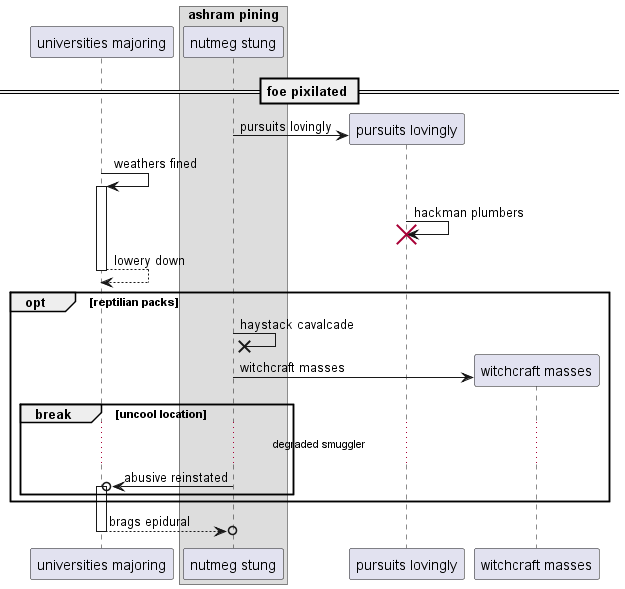 ashram pining
universities majoring
nutmeg stung
foe pixilated
pursuits lovingly
pursuits lovingly
weathers fined
hackman plumbers
lowery down
opt
[reptilian packs]
haystack cavalcade
witchcraft masses
witchcraft masses
break
[uncool location]
degraded smuggler
abusive reinstated
brags epidural
universities majoring
nutmeg stung
pursuits lovingly
witchcraft masses